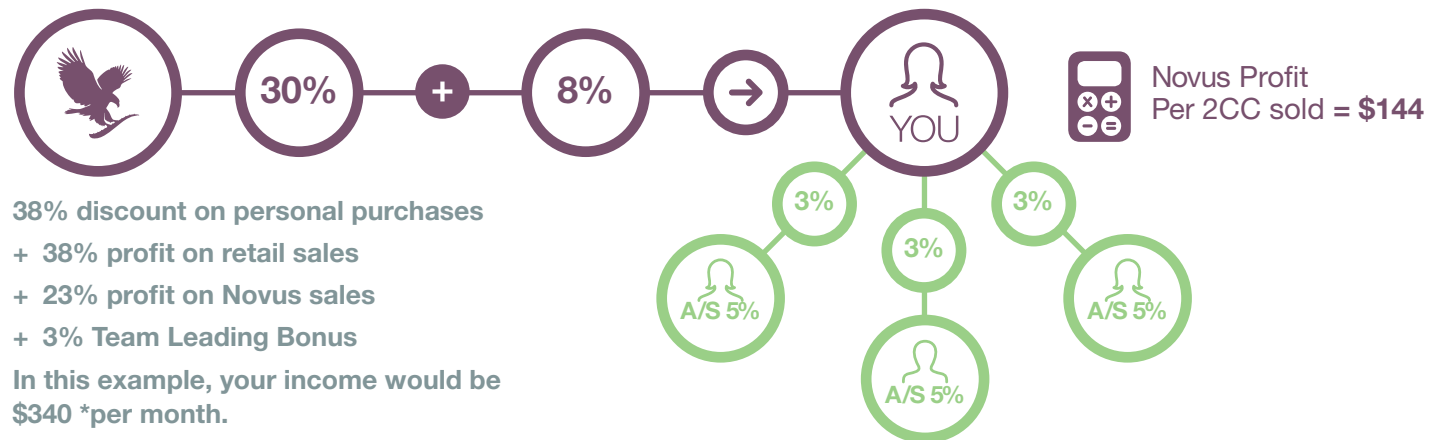 30%
+
8%
YOU
Novus Profit
Per 2CC sold = $144
3%
3%
3%
A/S 5%
A/S 5%
A/S 5%
38% discount on personal purchases
+ 38% profit on retail sales
+ 23% profit on Novus sales
+ 3% Team Leading Bonus
In this example, your income would be
$340 *per month.